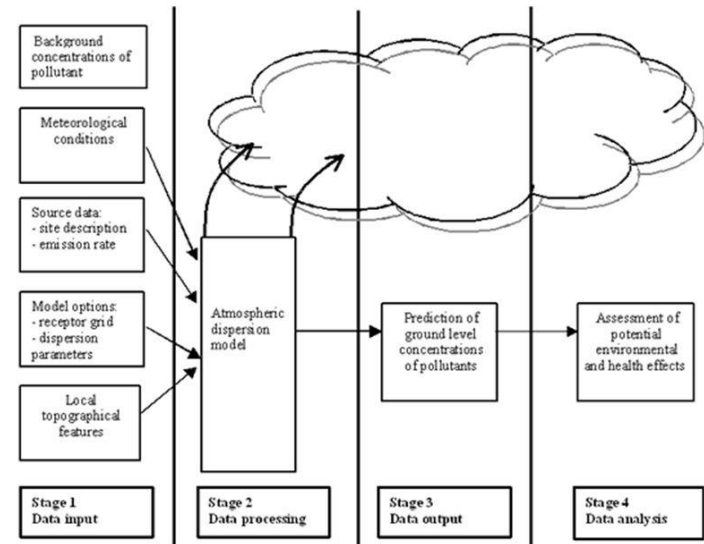 Background
concentrations of
pollutant
Meteorological
conditions
Source data:
- site description
- emission rate
Model options:
- receptor grid
- dispersion
parameters
Local
topographical
features
Atmospheric
dispersion
model
Prediction of
ground level
concentrations
of pollutants
Assessment of
potential
environmental
and health effects
Stage 1
Data input
Stage 2
Data processing
Stage 3
Data output
Stage 4
Data analysis